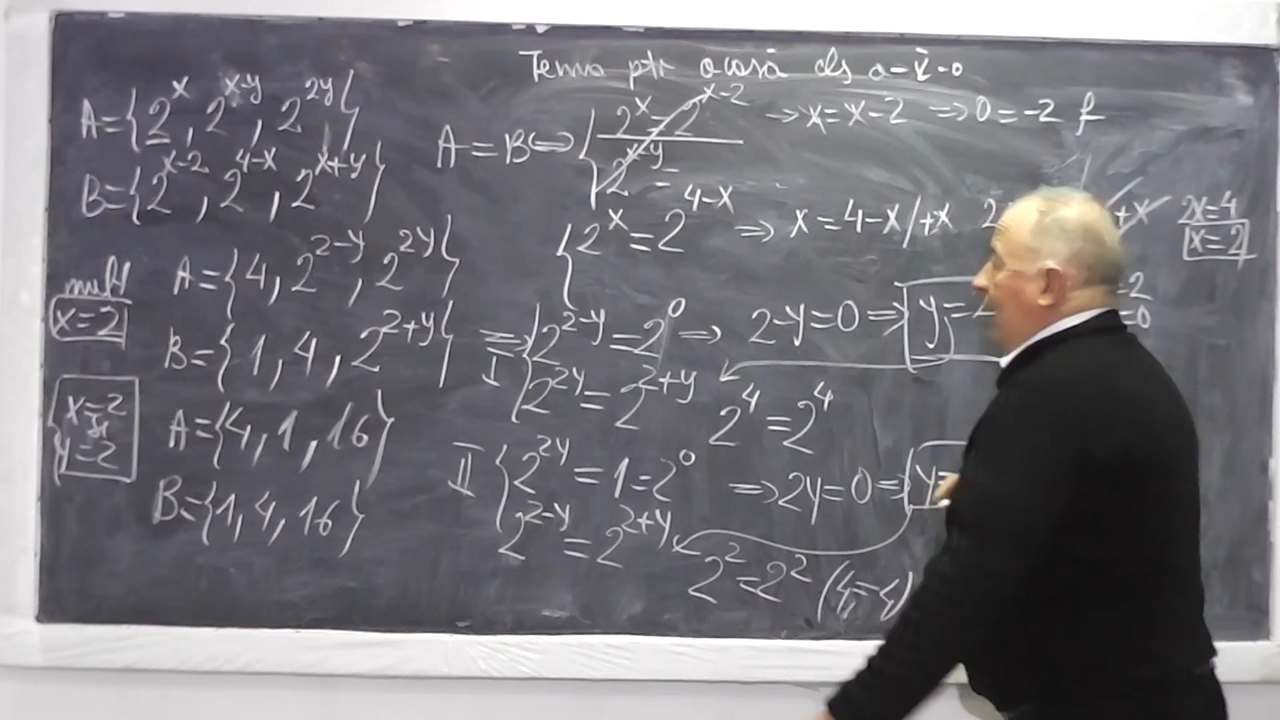 Tema ptr acasă cls a-V-a
A={2^x, 2^{x-y}, 2^{2y}}
B={2^{x-2}, 2^{4-x}, 2^{x+y}}
A=B⇔{2^x=2^{x-2} ⇒x=x-2 ⇒0=-2 f
2^{x-y}=
{2^x=2^{4-x} ⇒ x=4-x/+x
+x
2x=4
x=2
A={4, 2^{2-y}, 2^{2y}}
mult
x=2
B={1, 4, 2^{2+y}}
⇒ I {2^{2-y}=2^0 ⇒ 2-y=0 ⇒ y=2
2^{2y}=2^{2+y}
2^4=2^4
{x=2
y=2
A={4, 1, 16}
B={1, 4, 16}
II {2^{2y}=1=2^0 ⇒2y=0⇒ y=
2^{2-y}=2^{2+y}
2^2=2^2 (4=4)